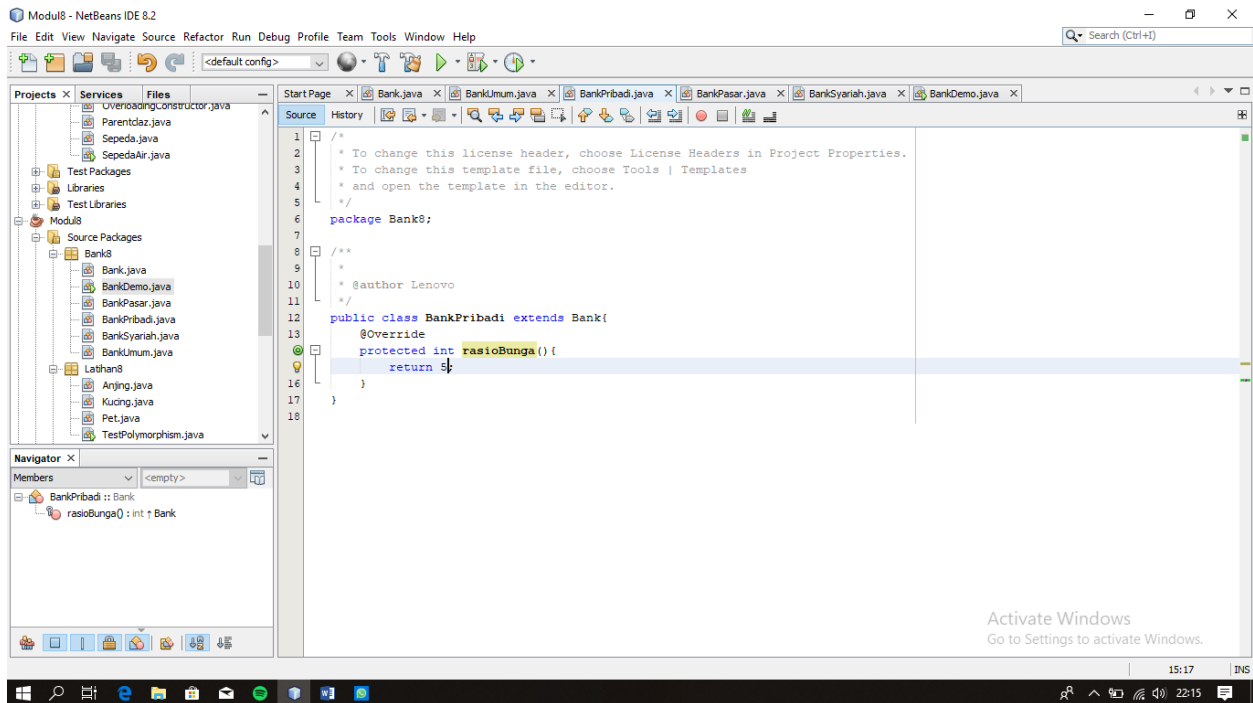 Modul8 - NetBeans IDE 8.2
File Edit View Navigate Source Refactor Run Debug Profile Team Tools Window Help
Search (Ctrl+I)
<default config>
Projects Services Files
OverloadingConstructor.java
Parentclaz.java
Sepeda.java
SepedaAir.java
Test Packages
Libraries
Test Libraries
Modul8
Source Packages
Bank8
Bank.java
BankDemo.java
BankPasar.java
BankPribadi.java
BankSyariah.java
BankUmum.java
Latihan8
Anjing.java
Kucing.java
Pet.java
TestPolymorphism.java
Navigator
Members <empty>
BankPribadi :: Bank
rasioBunga() : int ↑ Bank
Start Page Bank.java BankUmum.java BankPribadi.java BankPasar.java BankSyariah.java BankDemo.java
Source History
1 /*
2 * To change this license header, choose License Headers in Project Properties.
3 * To change this template file, choose Tools | Templates
4 * and open the template in the editor.
5 */
6 package Bank8;
7
8 /**
9 *
10 * @author Lenovo
11 */
12 public class BankPribadi extends Bank{
13 @Override
protected int rasioBunga(){
return 5;
16 }
17 }
18
Activate Windows
Go to Settings to activate Windows.
15:17 INS
22:15